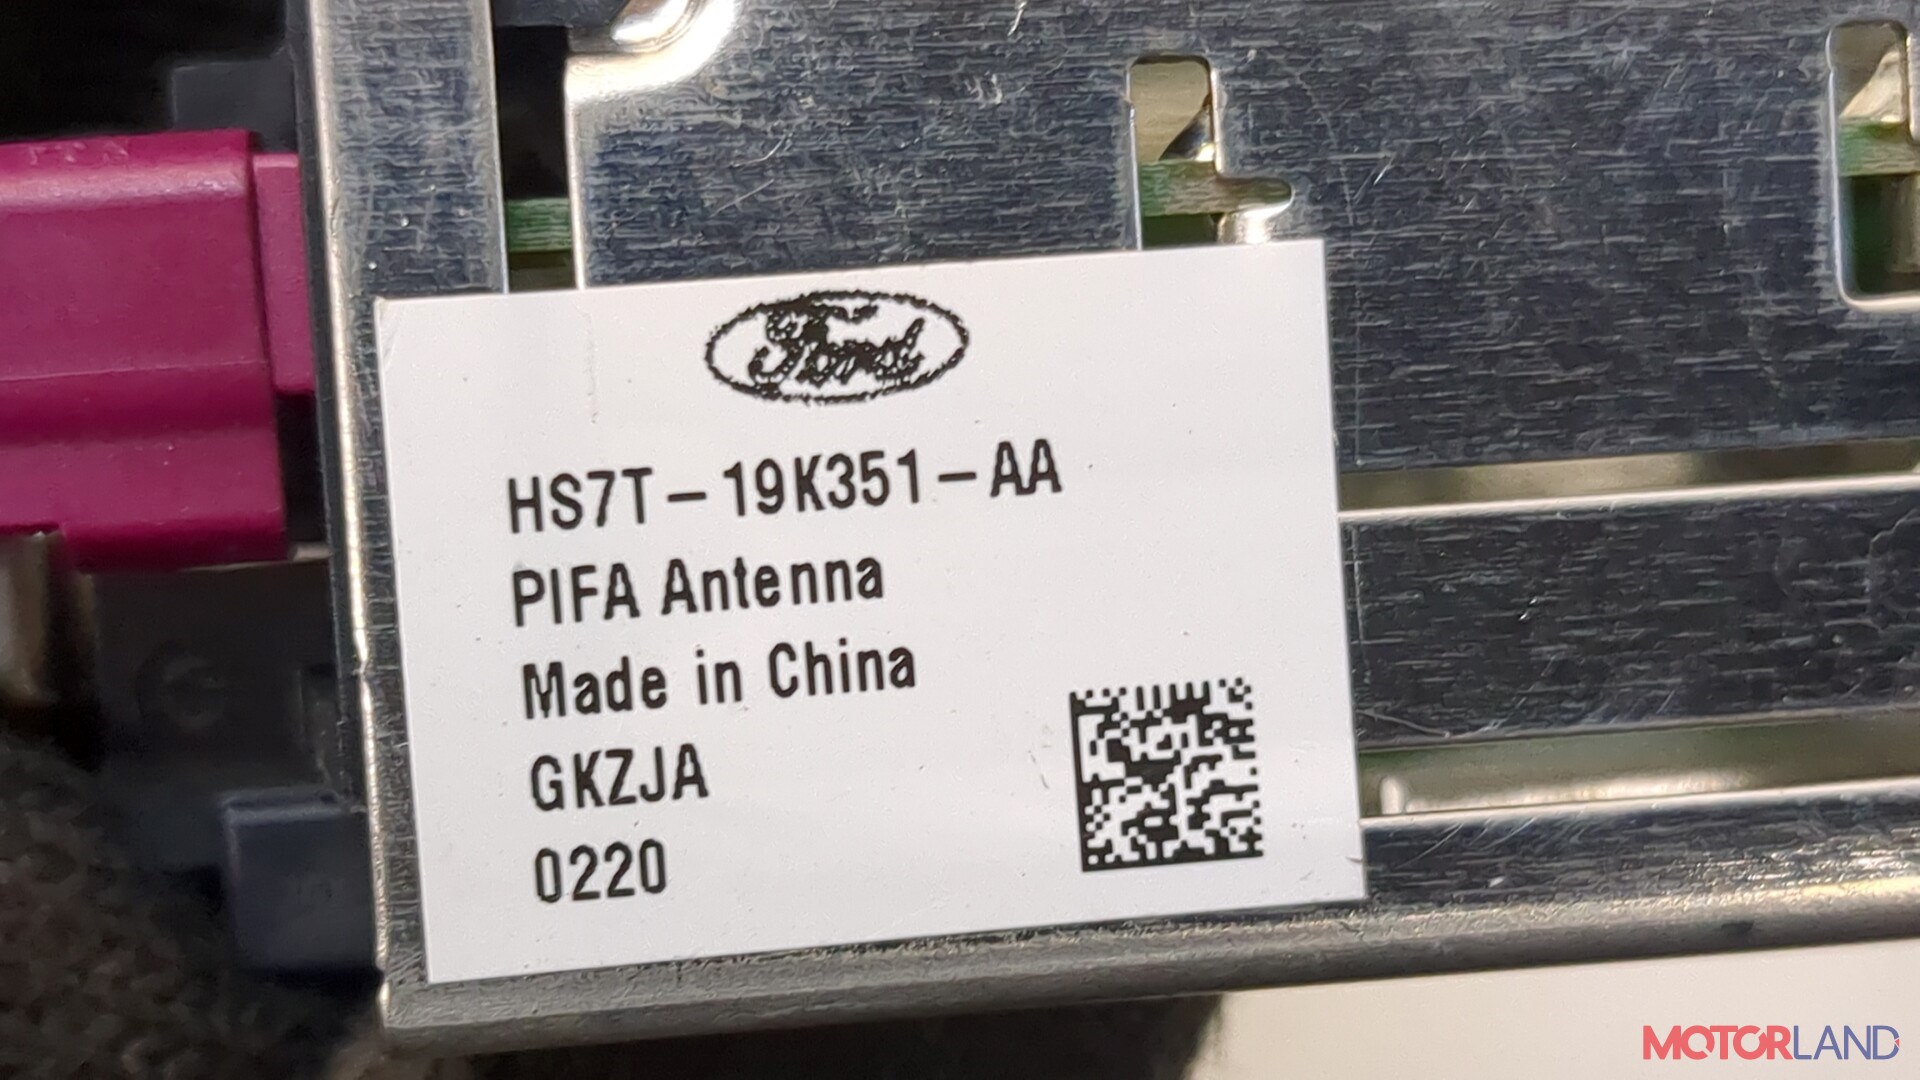 Ford
HS7T-19K351-AA
PIFA Antenna
Made in China
GKZJA
0220
MOTORLAND